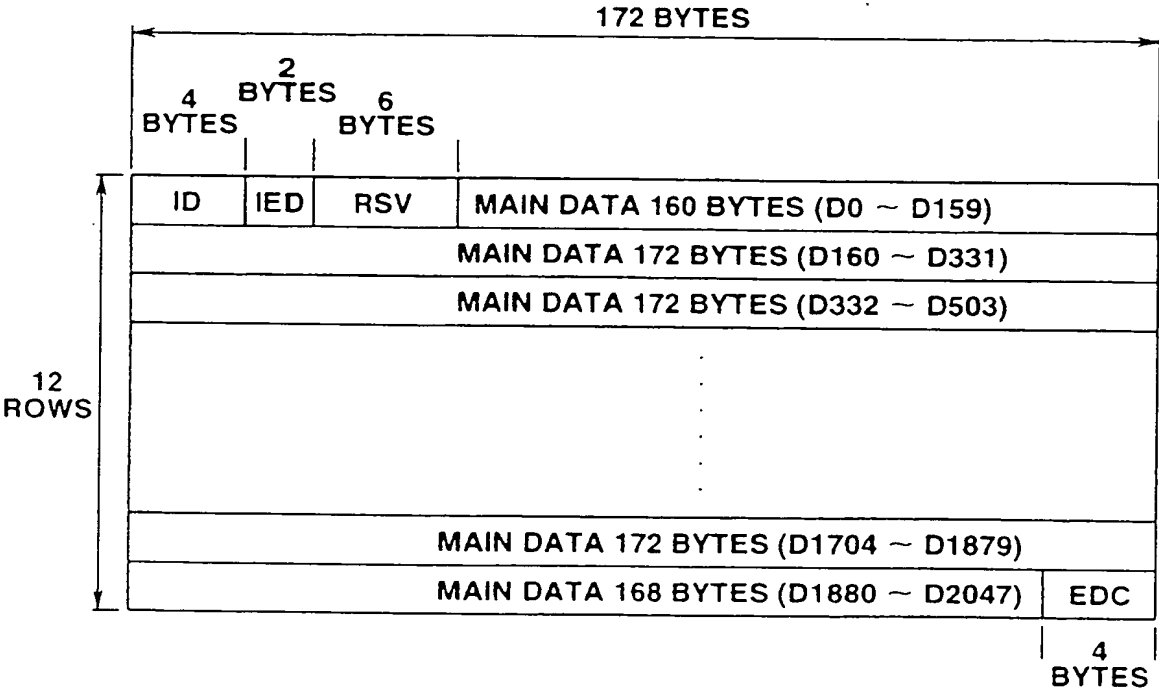 172 BYTES
2
BYTES
4
BYTES
6
BYTES
ID
IED
RSV
MAIN DATA 160 BYTES (D0 ~ D159)
MAIN DATA 172 BYTES (D160 ~ D331)
MAIN DATA 172 BYTES (D332 ~ D503)
12
ROWS
MAIN DATA 172 BYTES (D1704 ~ D1879)
MAIN DATA 168 BYTES (D1880 ~ D2047)
EDC
4
BYTES